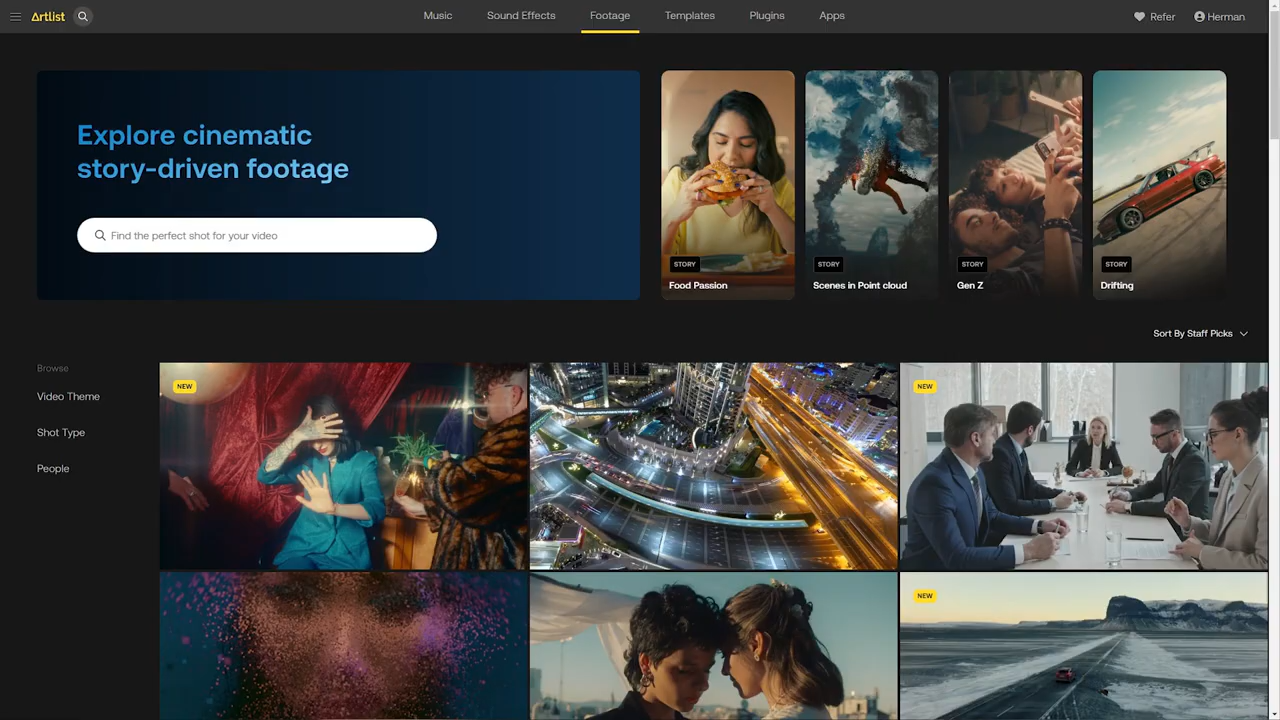 Artlist
Music
Sound Effects
Footage
Templates
Plugins
Apps
Refer
Herman
Explore cinematic
story-driven footage
Find the perfect shot for your video
STORY
Food Passion
STORY
Scenes in Point cloud
STORY
Gen Z
STORY
Drifting
Sort By Staff Picks
Browse
Video Theme
Shot Type
People
NEW
NEW
NEW